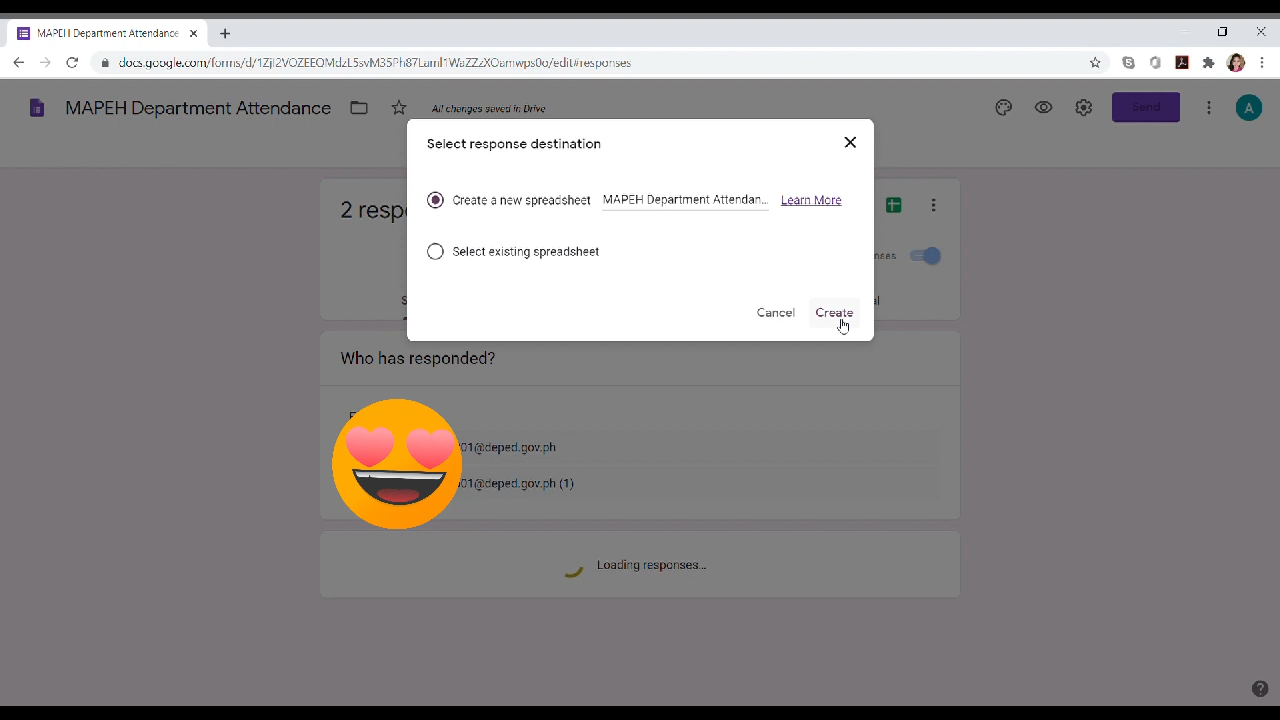 MAPEH Department Attendance
docs.google.com/forms/d/1ZjI2VOZEEQMdzL5svM35Ph87LamI1WaZZzXOamwps0o/edit#responses
MAPEH Department Attendance
All changes saved in Drive
Send
A
Select response destination
Create a new spreadsheet MAPEH Department Attendan... Learn More
2 resp
Select existing spreadsheet
nses
Cancel Create
Who has responded?
01@deped.gov.ph
01@deped.gov.ph (1)
Loading responses...